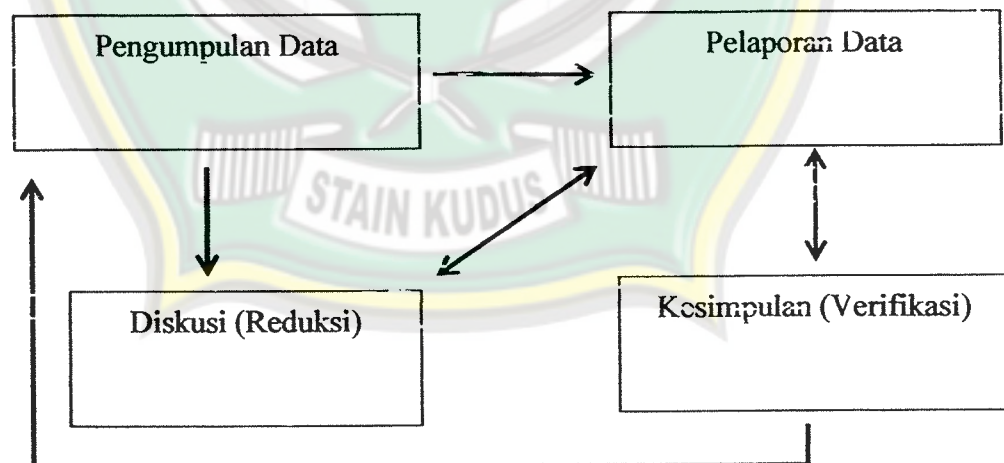 Pengumpulan Data
Pelaporan Data
STAIN KUDUS
Diskusi (Reduksi)
Kesimpulan (Verifikasi)